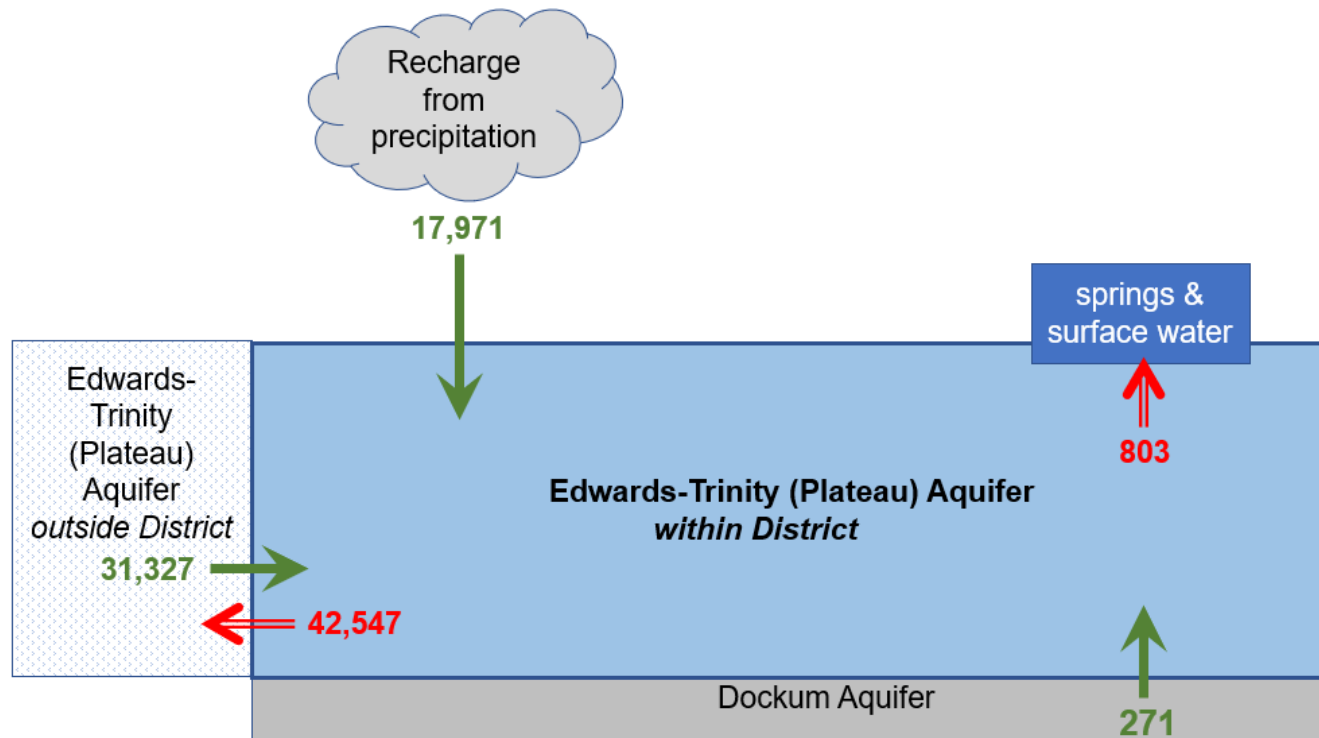 Recharge
from
precipitation
17,971
springs &
surface water
803
Edwards-
Trinity
(Plateau)
Aquifer
outside District
31,327
42,547
Edwards-Trinity (Plateau) Aquifer
within District
Dockum Aquifer
271